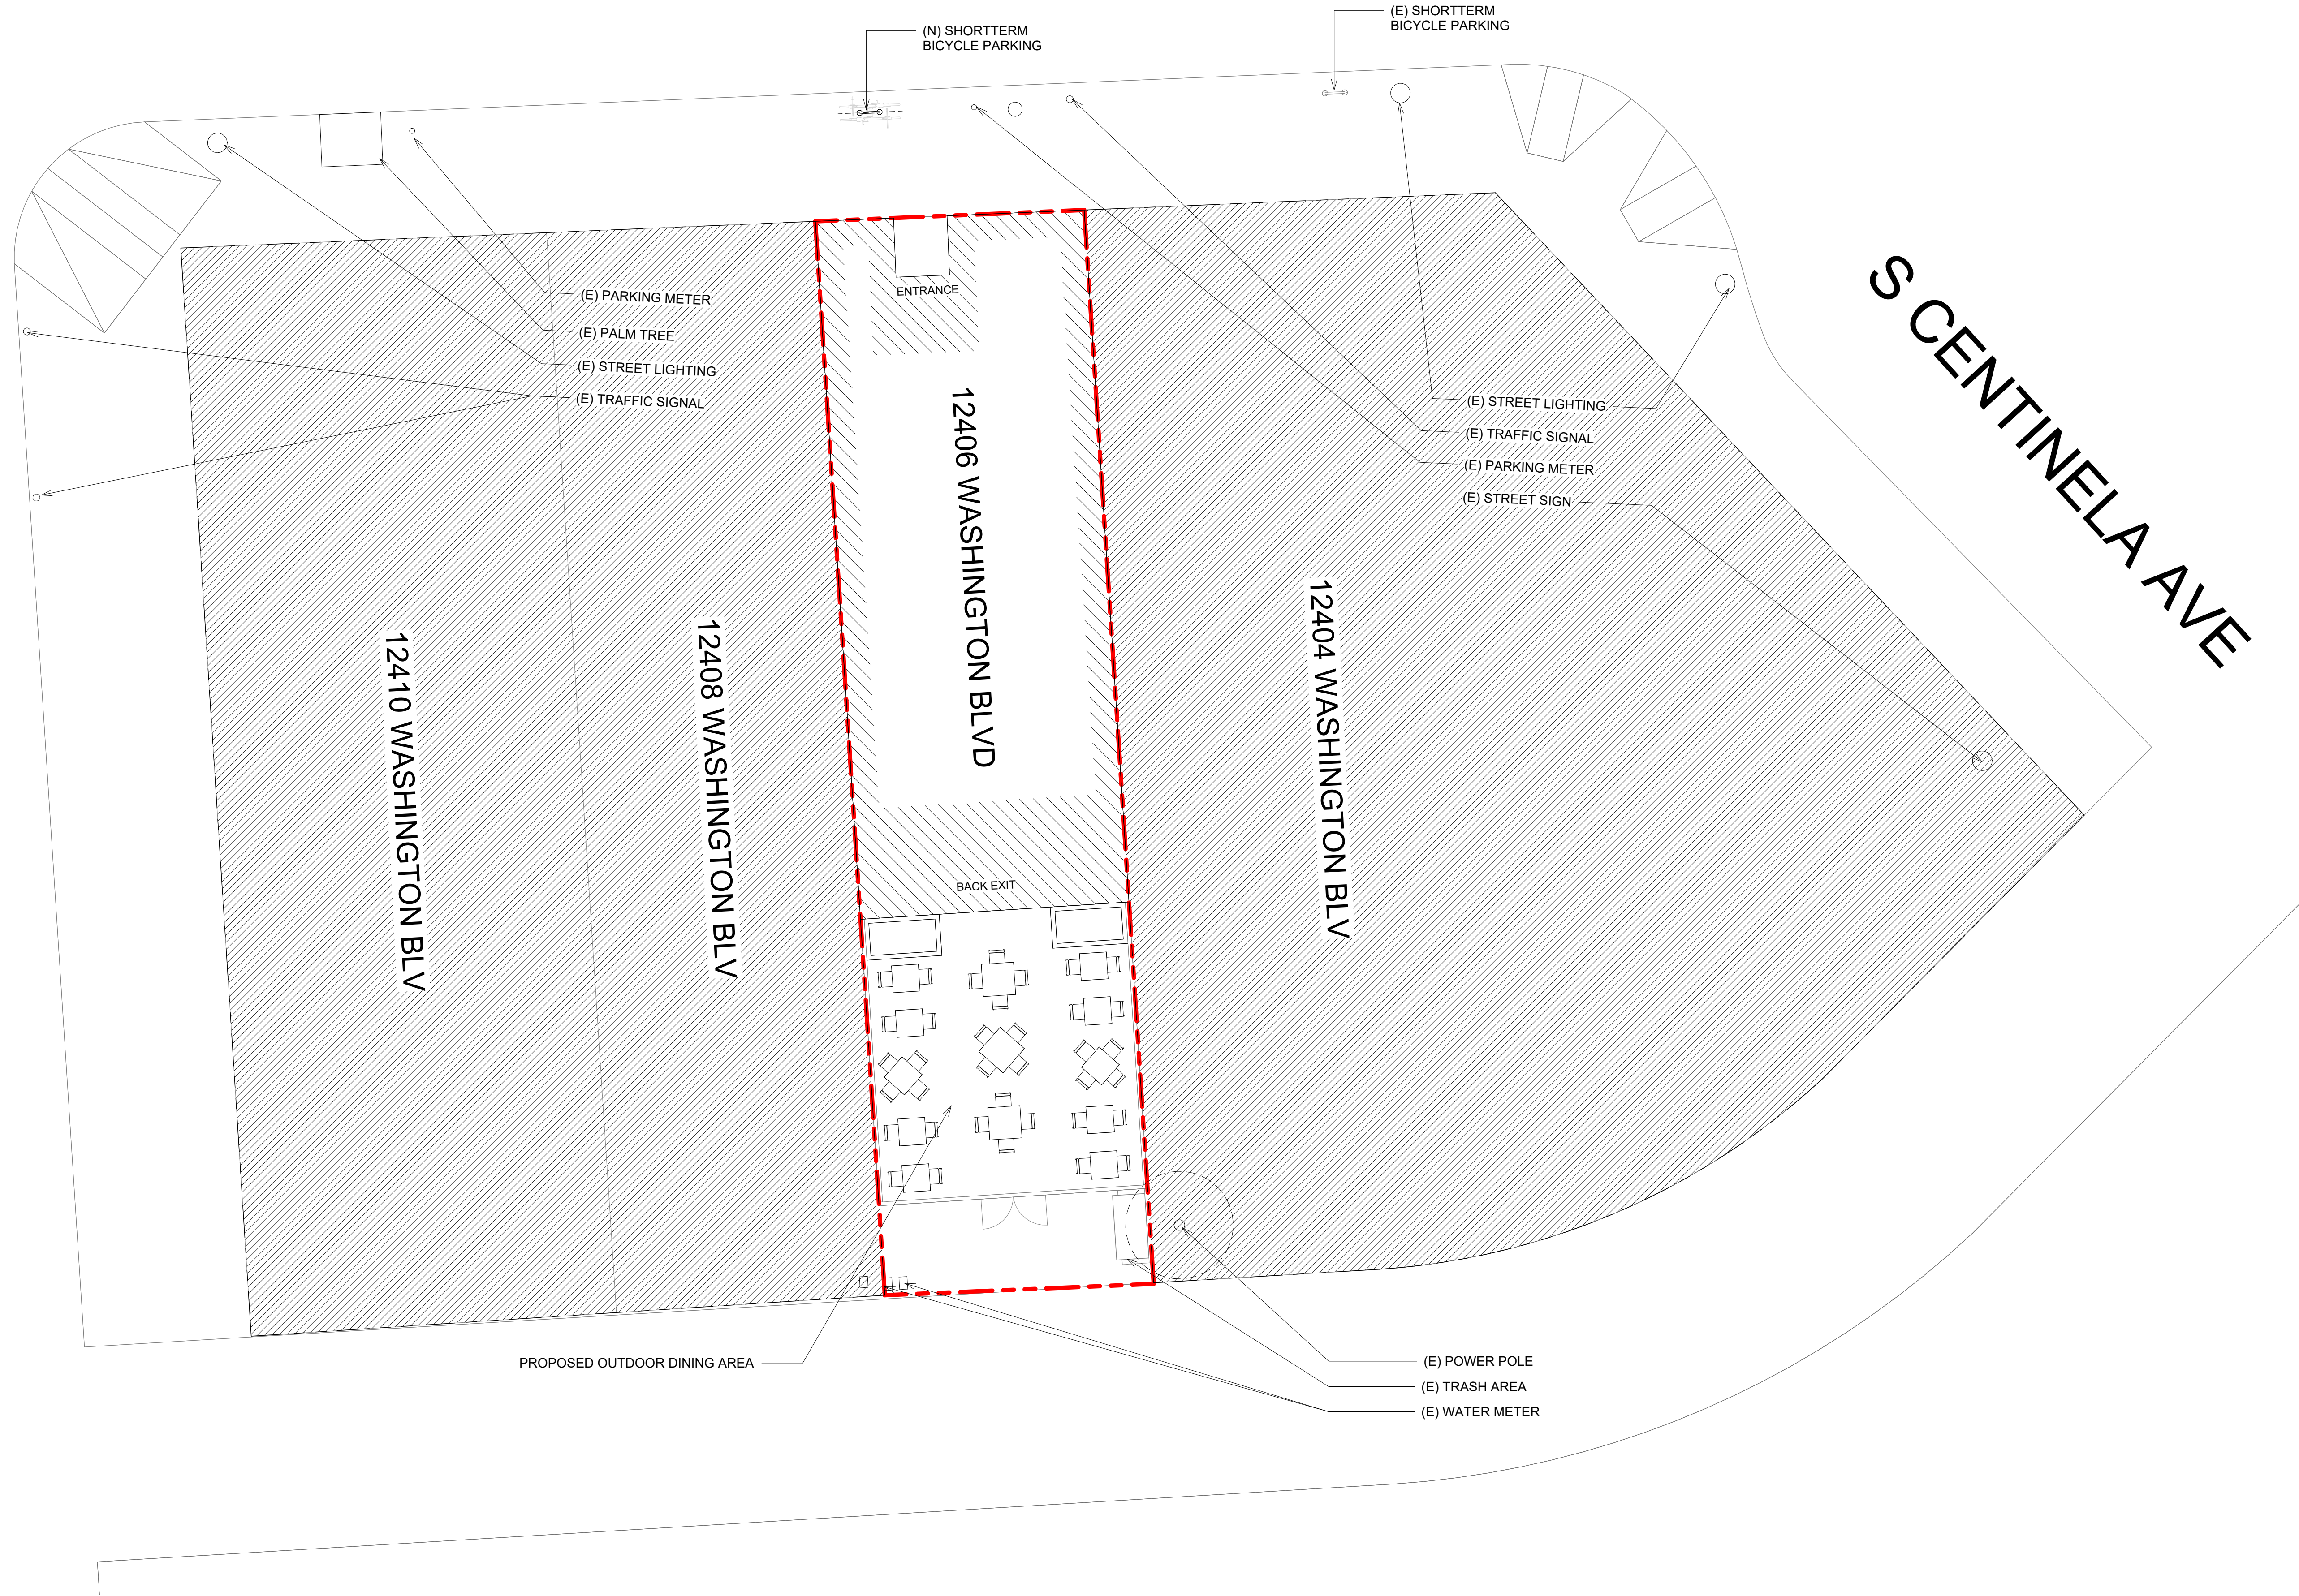 (N) SHORTTERM
BICYCLE PARKING
(E) SHORTTERM
BICYCLE PARKING
(E) PARKING METER
(E) PALM TREE
(E) STREET LIGHTING
(E) TRAFFIC SIGNAL
ENTRANCE
(E) STREET LIGHTING
(E) TRAFFIC SIGNAL
(E) PARKING METER
(E) STREET SIGN
S CENTINELA AVE
12410 WASHINGTON BLV
12408 WASHINGTON BLV
12406 WASHINGTON BLVD
12404 WASHINGTON BLV
BACK EXIT
PROPOSED OUTDOOR DINING AREA
(E) POWER POLE
(E) TRASH AREA
(E) WATER METER